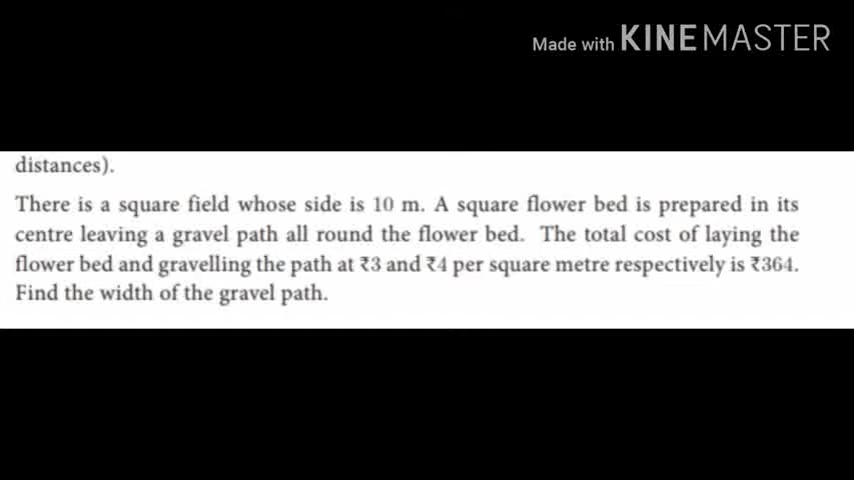 Made with KINEMASTER
distances).
There is a square field whose side is 10 m. A square flower bed is prepared in its
centre leaving a gravel path all round the flower bed. The total cost of laying the
flower bed and gravelling the path at ₹3 and ₹4 per square metre respectively is ₹364.
Find the width of the gravel path.